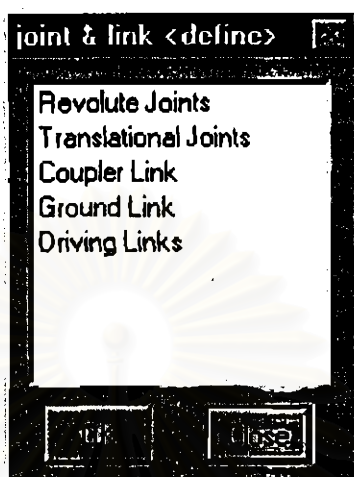 joint & link <define>
Revolute Joints
Translational Joints
Coupler Link
Ground Link
Driving Links
Close